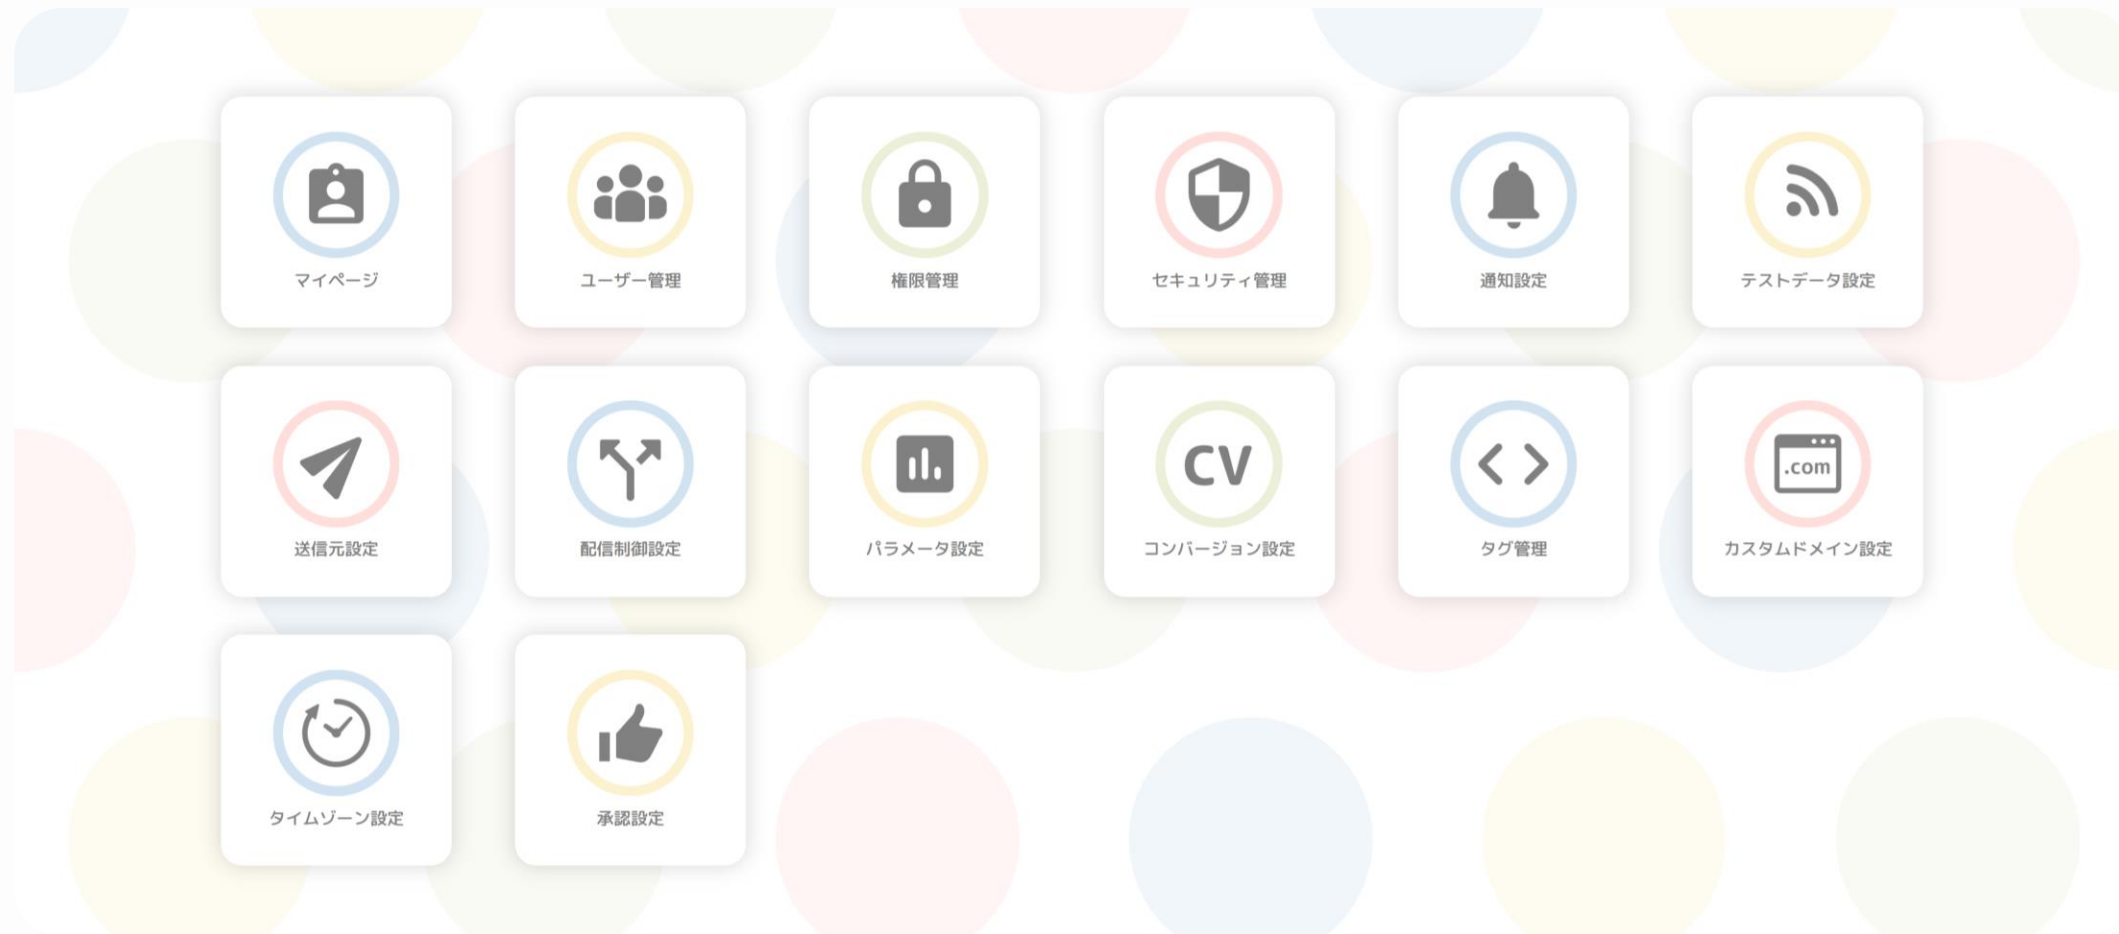 マイページ
ユーザー管理
権限管理
セキュリティ管理
通知設定
テストデータ設定
送信元設定
配信制御設定
パラメータ設定
CV
コンバージョン設定
タグ管理
.com
カスタムドメイン設定
タイムゾーン設定
承認設定